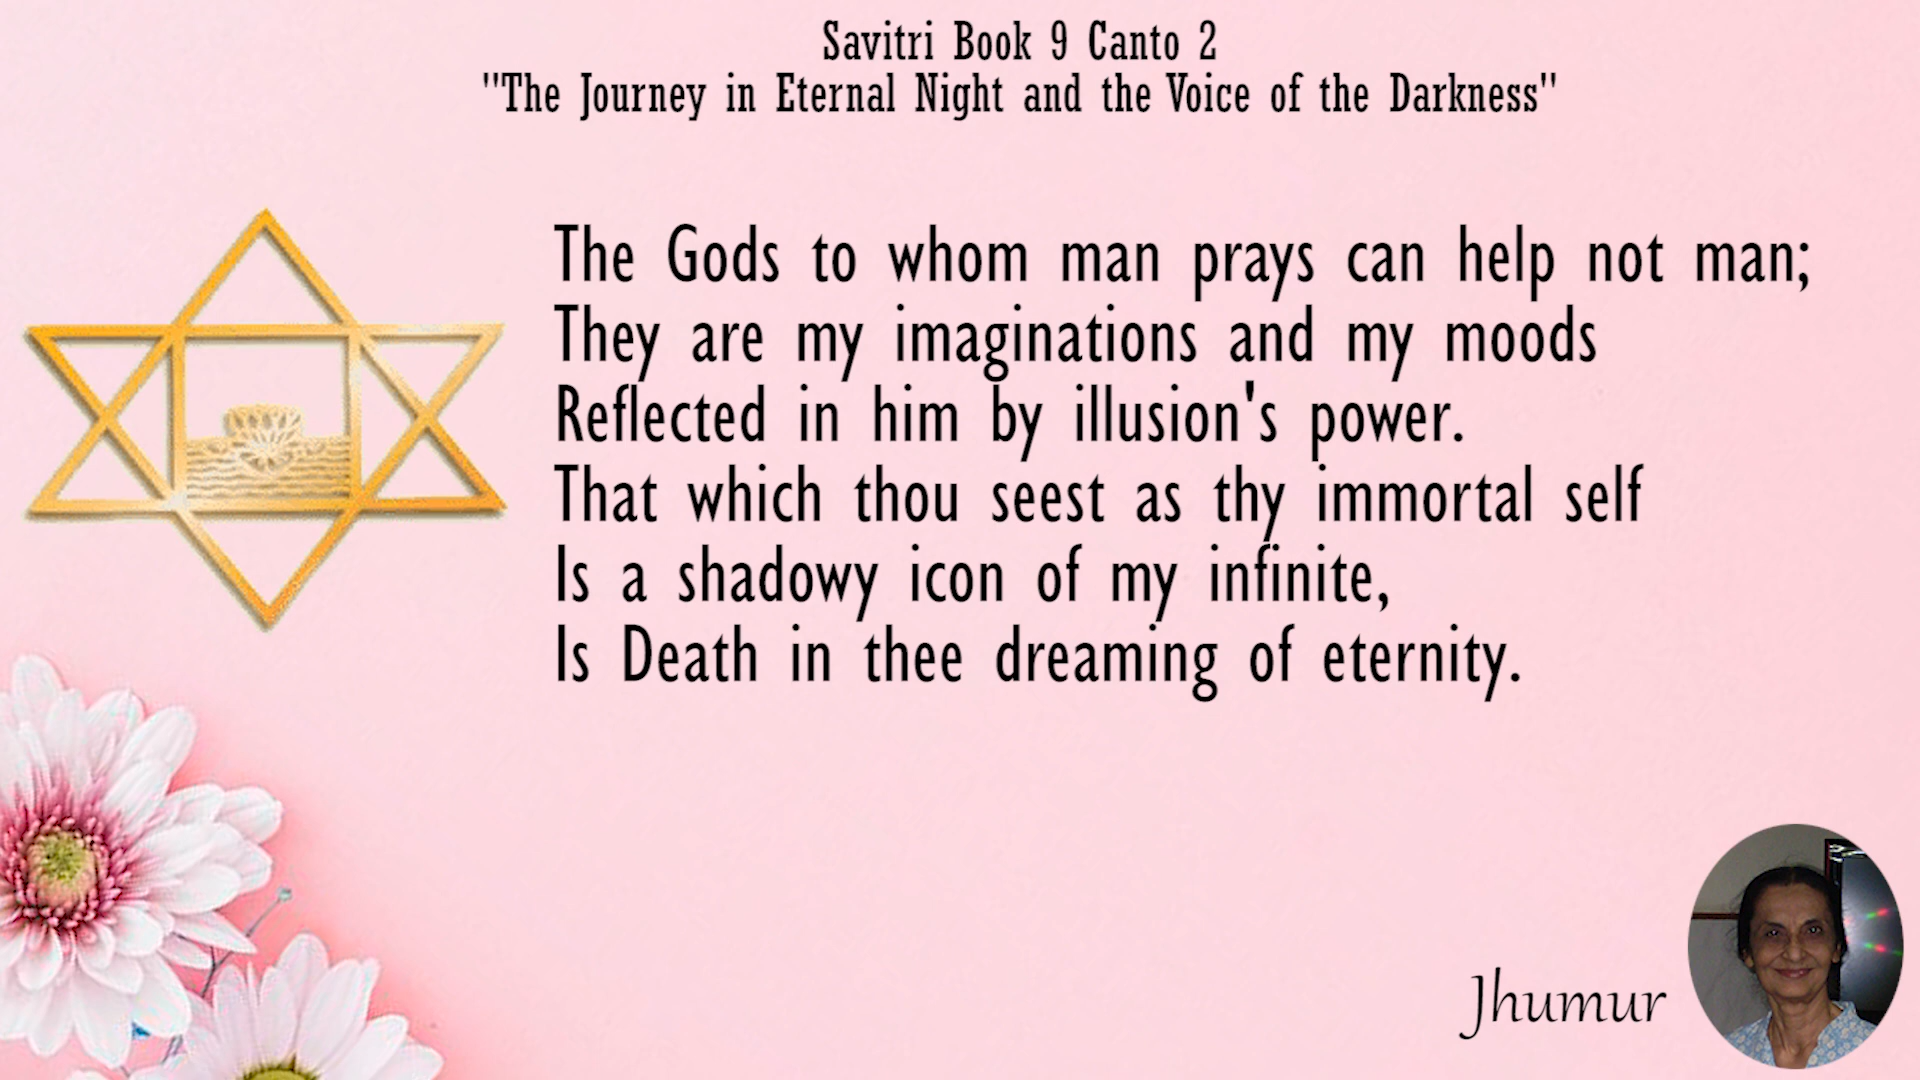 Savitri Book 9 Canto 2
"The Journey in Eternal Night and the Voice of the Darkness"
The Gods to whom man prays can help not man;
They are my imaginations and my moods
Reflected in him by illusion's power.
That which thou seest as thy immortal self
Is a shadowy icon of my infinite,
Is Death in thee dreaming of eternity.
Jhumur